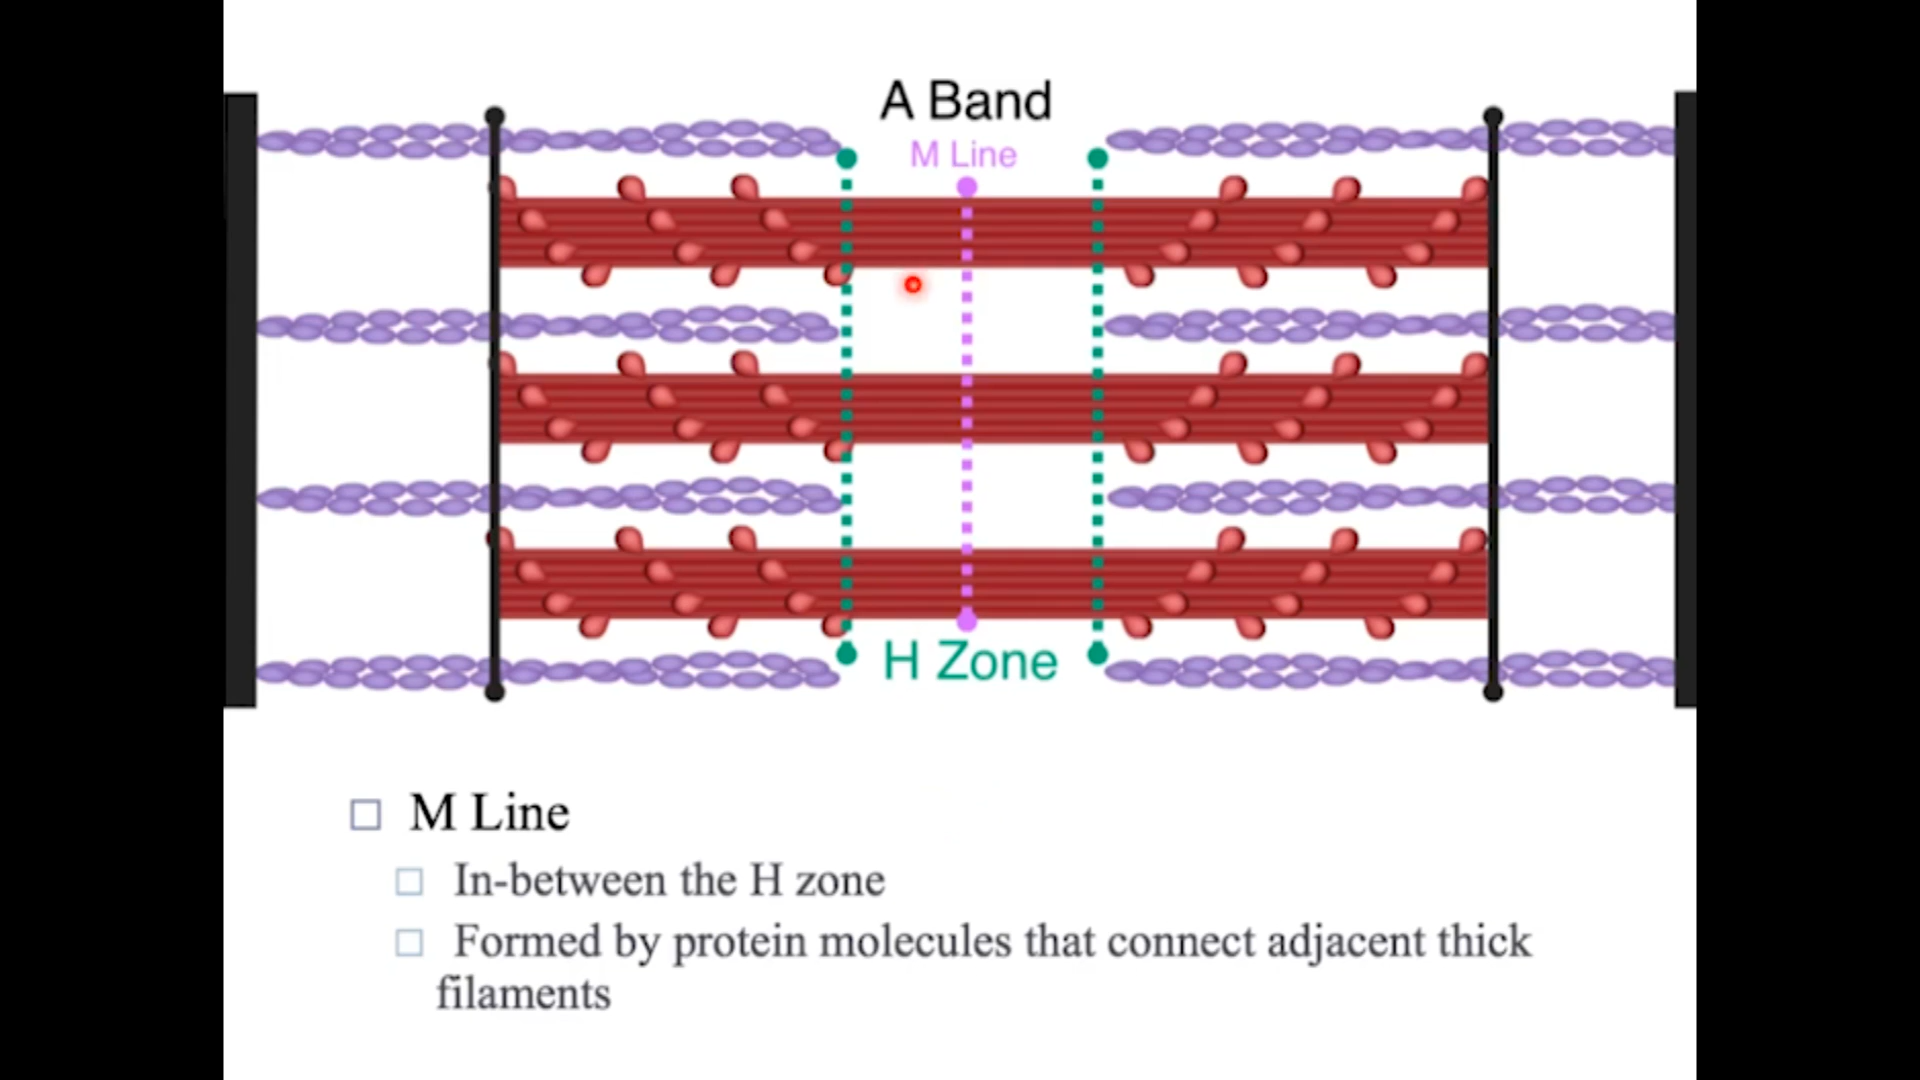 A Band
M Line
H Zone
M Line
In-between the H zone
Formed by protein molecules that connect adjacent thick
filaments